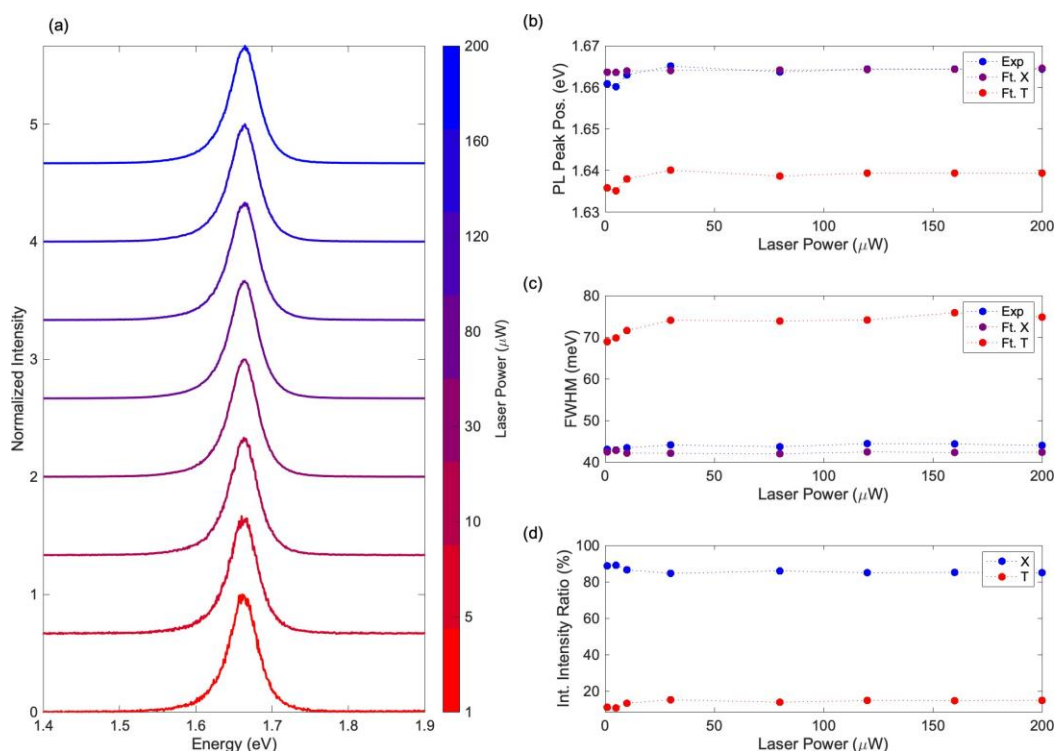 (a)
5
4
3
2
1
0
Normalized Intensity
1.4 1.5 1.6 1.7 1.8 1.9
Energy (eV)
200
160
120
80
30
10
5
1
Laser Power (μW)
(b)
1.67
1.66
1.65
1.64
1.63
PL Peak Pos. (eV)
Exp
Ft. X
Ft. T
0 50 100 150 200
Laser Power (μW)
(c)
80
70
60
50
40
FWHM (meV)
Exp
Ft. X
Ft. T
0 50 100 150 200
Laser Power (μW)
(d)
100
80
60
40
20
Int. Intensity Ratio (%)
X
T
0 50 100 150 200
Laser Power (μW)